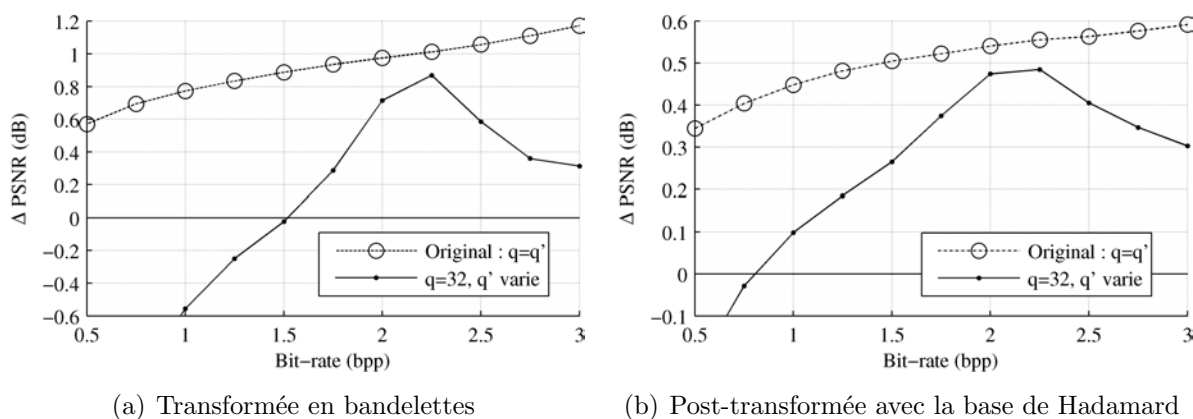 1.2
1
0.8
0.6
0.4
0.2
0
−0.2
−0.4
−0.6
Δ PSNR (dB)
0.5 1 1.5 2 2.5 3
Bit−rate (bpp)
Original : q=q’
q=32, q’ varie
(a) Transformée en bandelettes
0.6
0.5
0.4
0.3
0.2
0.1
0
−0.1
Δ PSNR (dB)
0.5 1 1.5 2 2.5 3
Bit−rate (bpp)
Original : q=q’
q=32, q’ varie
(b) Post-transformée avec la base de Hadamard